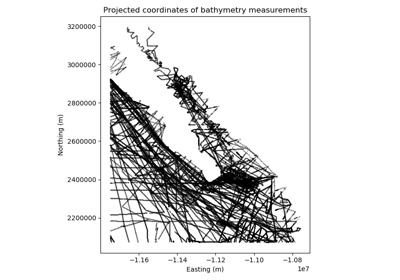 Projected coordinates of bathymetry measurements
3200000
3000000
2800000
2600000
2400000
2200000
Northing (m)
−1.16 −1.14 −1.12 −1.10 −1.08
1e7
Easting (m)